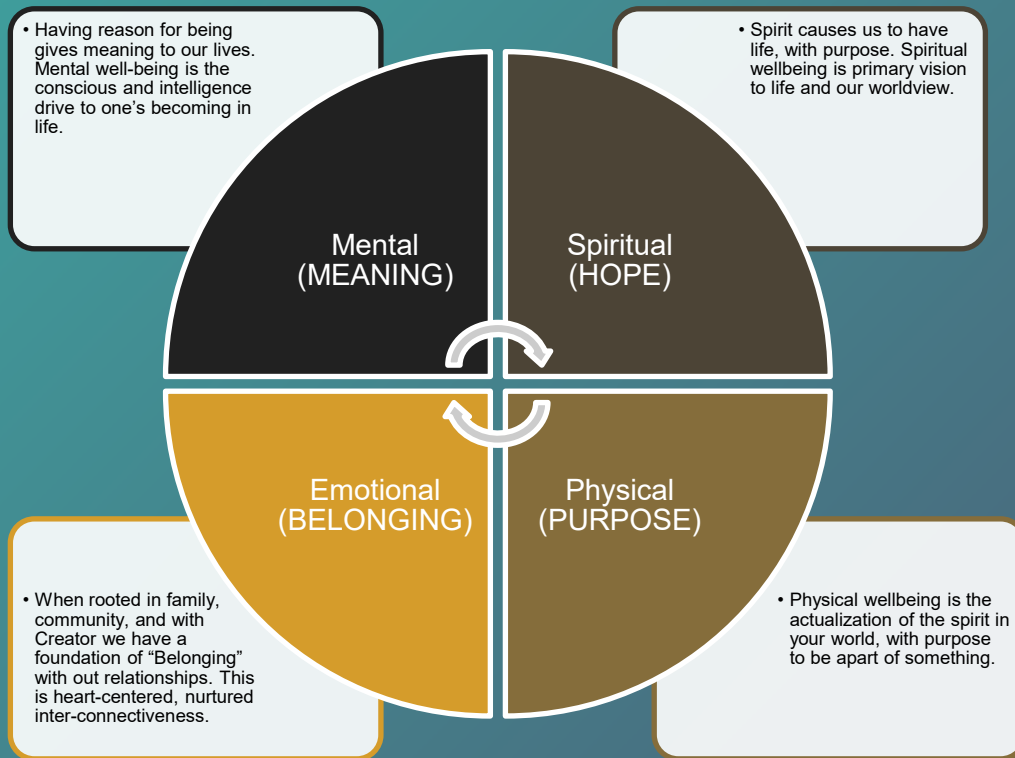 • Having reason for being
gives meaning to our lives.
Mental well-being is the
conscious and intelligence
drive to one’s becoming in
life.
• Spirit causes us to have
life, with purpose. Spiritual
wellbeing is primary vision
to life and our worldview.
Mental
(MEANING)
Spiritual
(HOPE)
Emotional
(BELONGING)
Physical
(PURPOSE)
• When rooted in family,
community, and with
Creator we have a
foundation of “Belonging”
with out relationships. This
is heart-centered, nurtured
inter-connectiveness.
• Physical wellbeing is the
actualization of the spirit in
your world, with purpose
to be apart of something.